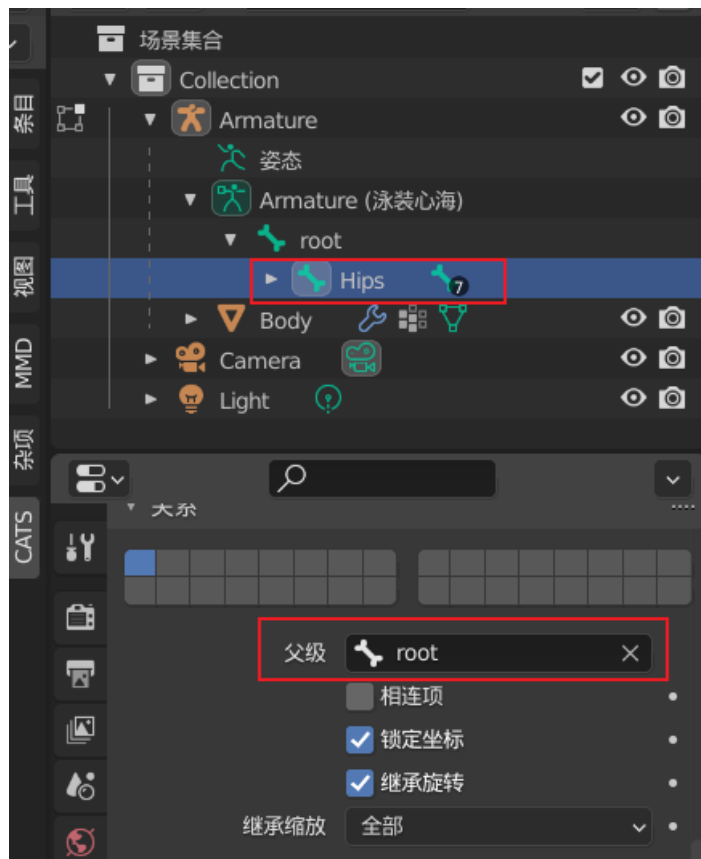 场景集合
Collection
Armature
姿态
Armature (泳装心海)
root
Hips 7
Body
Camera
Light
条目
工具
视图
MMD
杂项
CATS
关系
父级 root
相连项
锁定坐标
继承旋转
继承缩放 全部